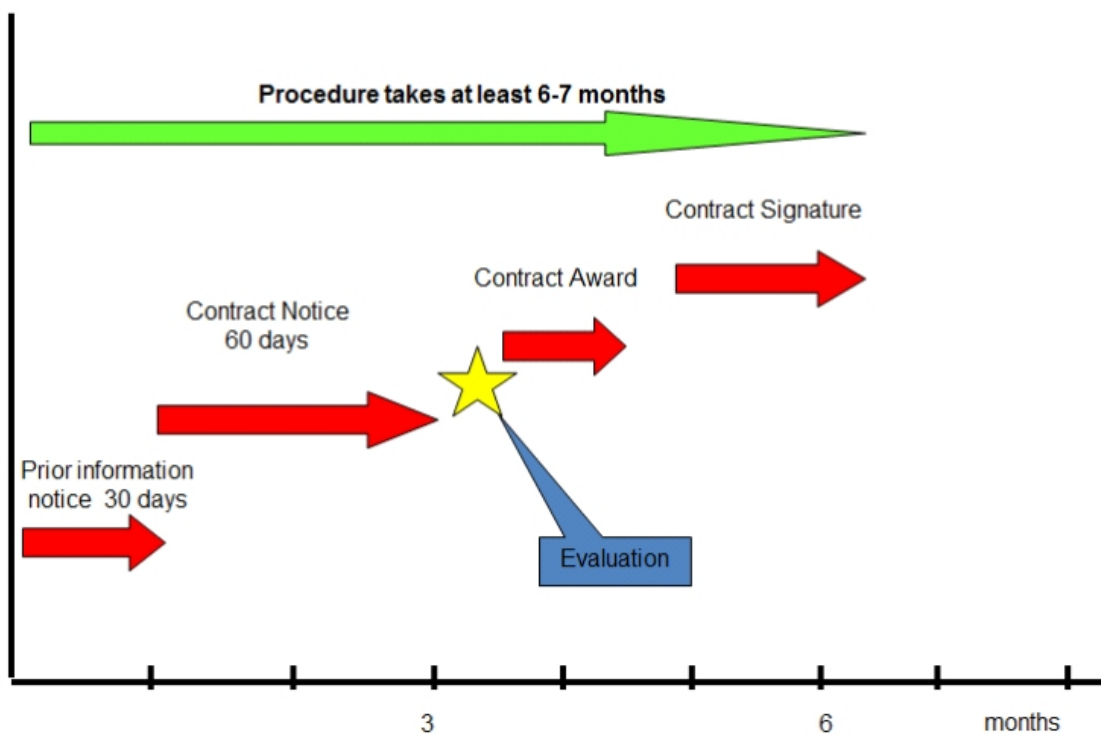 Procedure takes at least 6-7 months
Contract Signature
Contract Award
Contract Notice
60 days
Prior information
notice 30 days
Evaluation
3
6
months